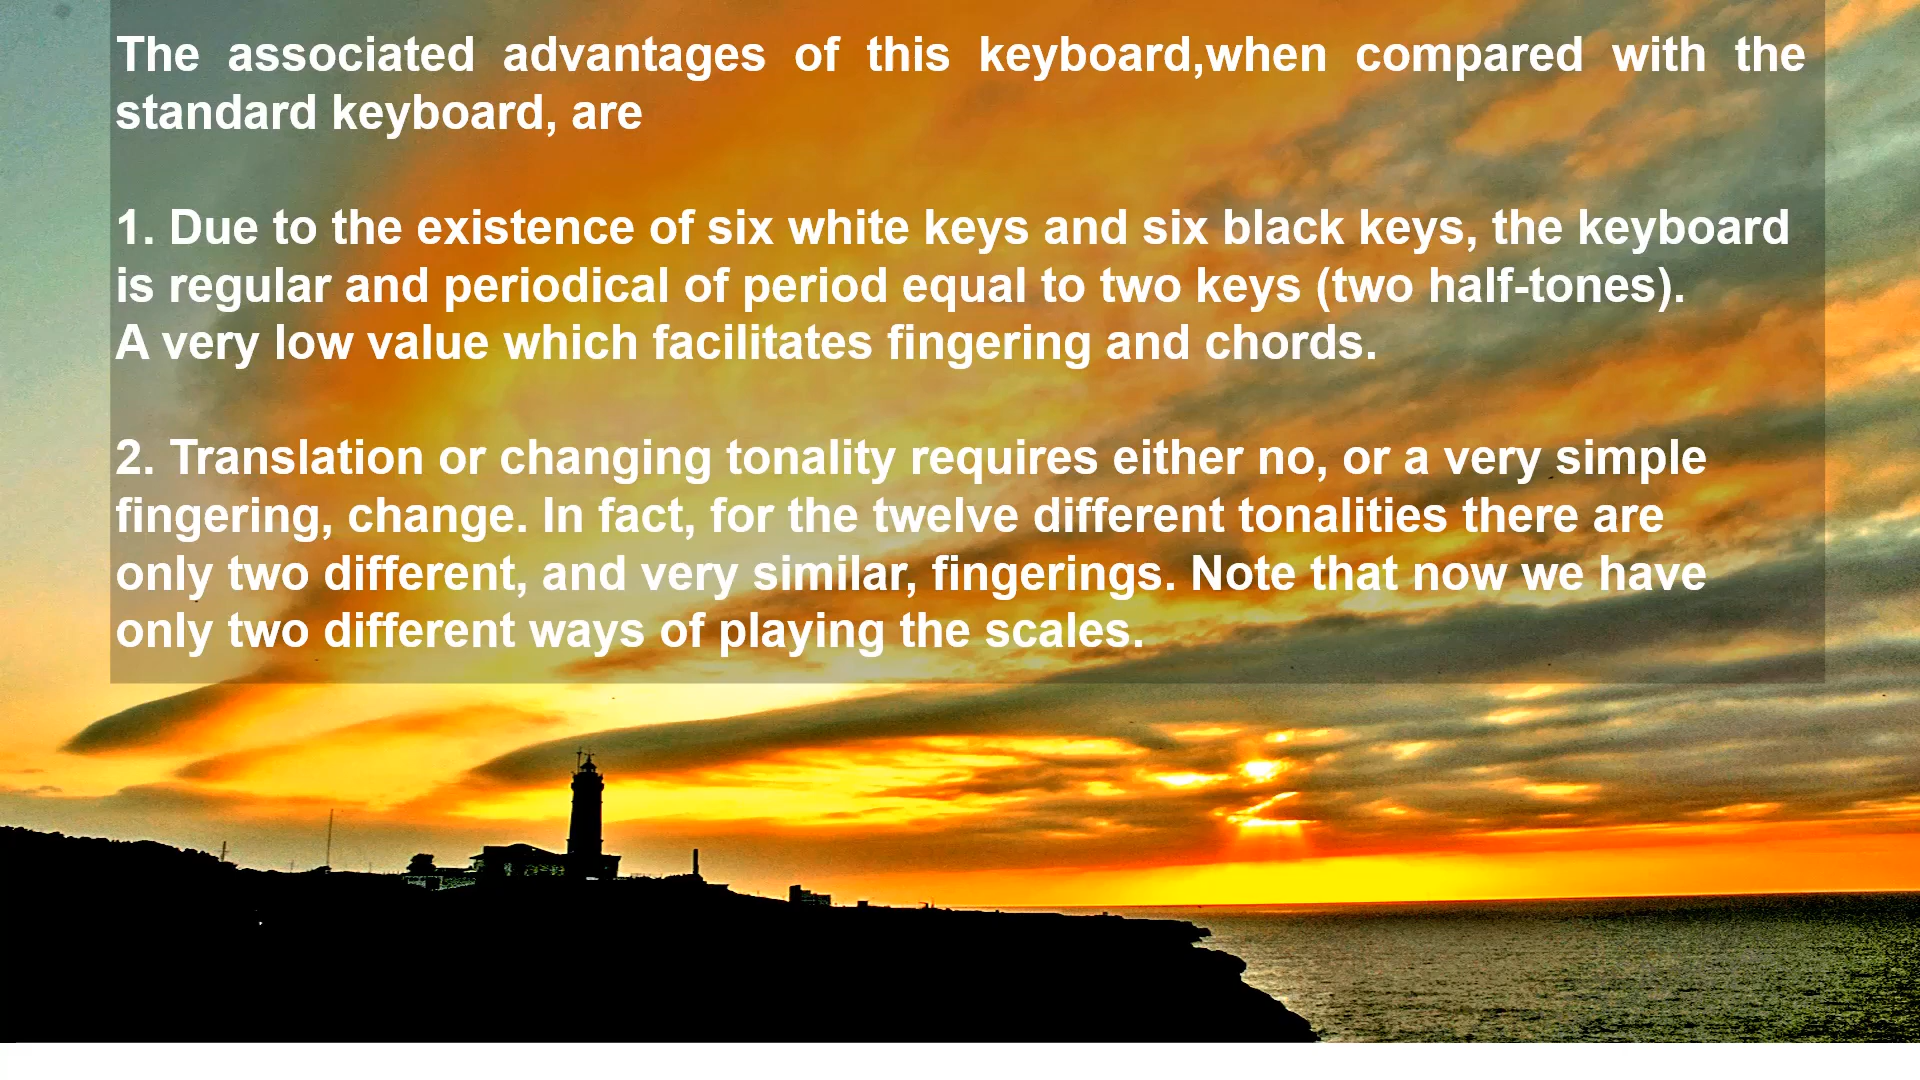 The associated advantages of this keyboard,when compared with the
standard keyboard, are
1. Due to the existence of six white keys and six black keys, the keyboard
is regular and periodical of period equal to two keys (two half-tones).
A very low value which facilitates fingering and chords.
2. Translation or changing tonality requires either no, or a very simple
fingering, change. In fact, for the twelve different tonalities there are
only two different, and very similar, fingerings. Note that now we have
only two different ways of playing the scales.